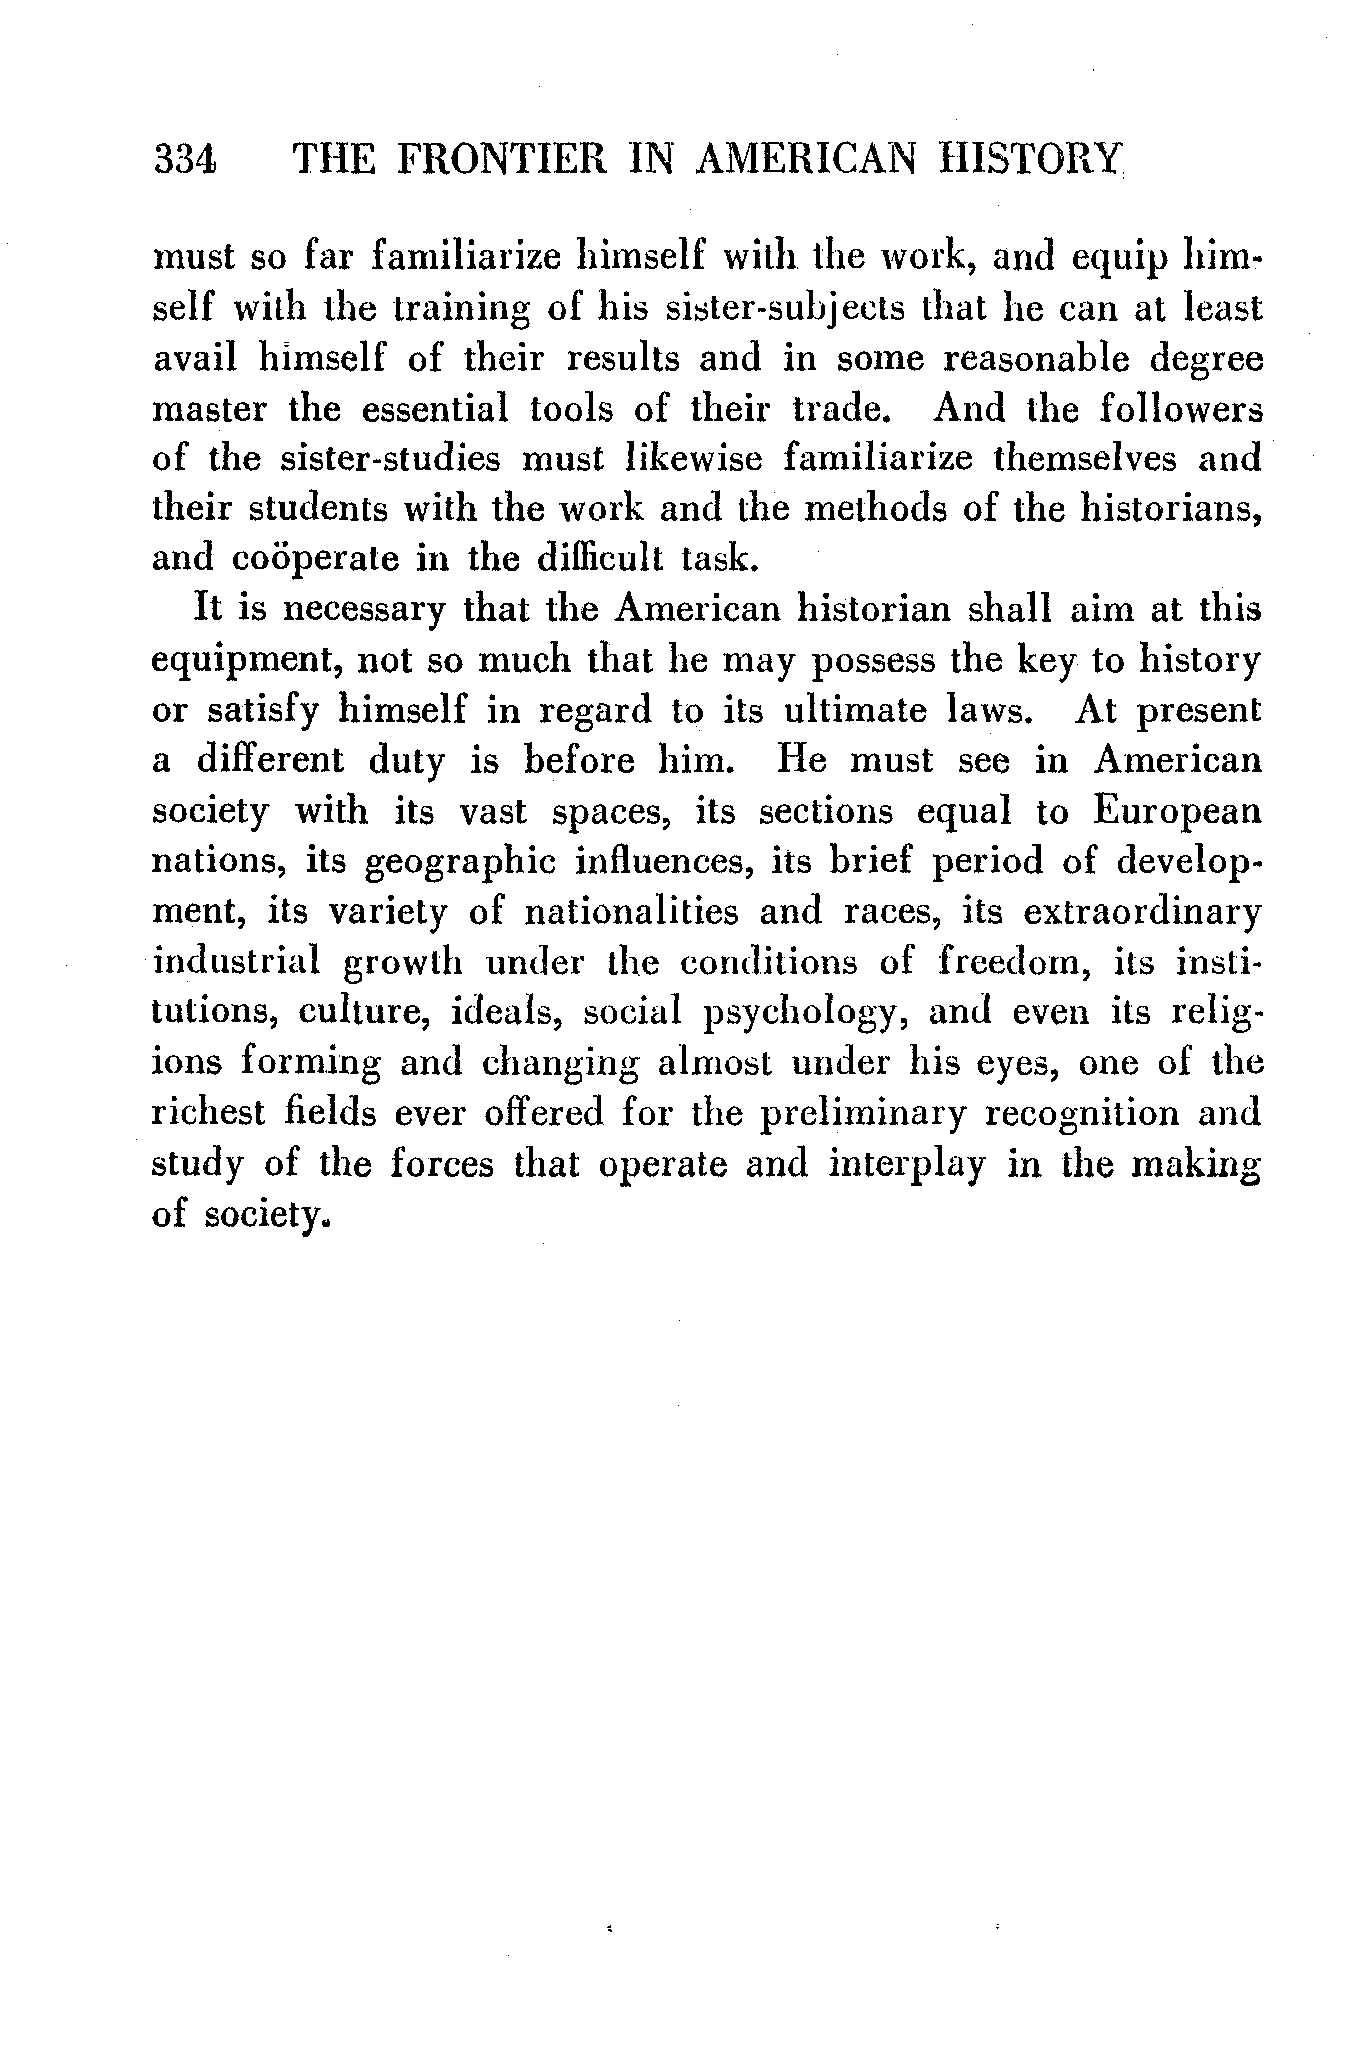 334 THE FRONTIER IN AMERICAN HISTORY
must so far familiarize himself with the work, and equip him-
self with the training of his sister-subjects that he can at least
avail himself of their results and in some reasonable degree
master the essential tools of their trade. And the followers
of the sister-studies must likewise familiarize themselves and
their students with the work and the methods of the historians,
and coöperate in the difficult task.
It is necessary that the American historian shall aim at this
equipment, not so much that he may possess the key to history
or satisfy himself in regard to its ultimate laws. At present
a different duty is before him. He must see in American
society with its vast spaces, its sections equal to European
nations, its geographic influences, its brief period of develop-
ment, its variety of nationalities and races, its extraordinary
industrial growth under the conditions of freedom, its insti-
tutions, culture, ideals, social psychology, and even its relig-
ions forming and changing almost under his eyes, one of the
richest fields ever offered for the preliminary recognition and
study of the forces that operate and interplay in the making
of society.